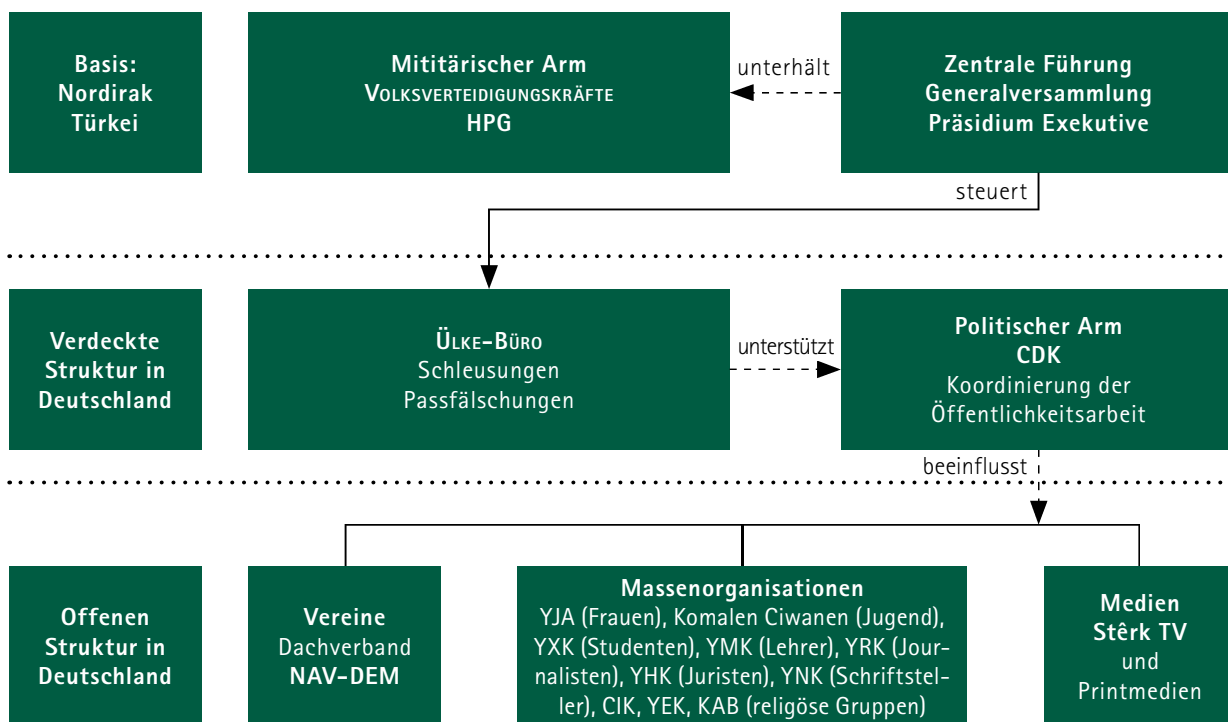 Basis:
Nordirak
Türkei
Mititärischer Arm
VOLKSVERTEIDIGUNGSKRÄFTE
HPG
unterhält
Zentrale Führung
Generalversammlung
Präsidium Exekutive
steuert
Verdeckte
Struktur in
Deutschland
ÜLKE-BÜRO
Schleusungen
Passfälschungen
unterstützt
Politischer Arm
CDK
Koordinierung der
Öffentlichkeitsarbeit
beeinflusst
Offenen
Struktur in
Deutschland
Vereine
Dachverband
NAV-DEM
Massenorganisationen
YJA (Frauen), Komalen Ciwanen (Jugend),
YXK (Studenten), YMK (Lehrer), YRK (Jour-
nalisten), YHK (Juristen), YNK (Schriftstel-
ler), CIK, YEK, KAB (religöse Gruppen)
Medien
Stêrk TV
und
Printmedien